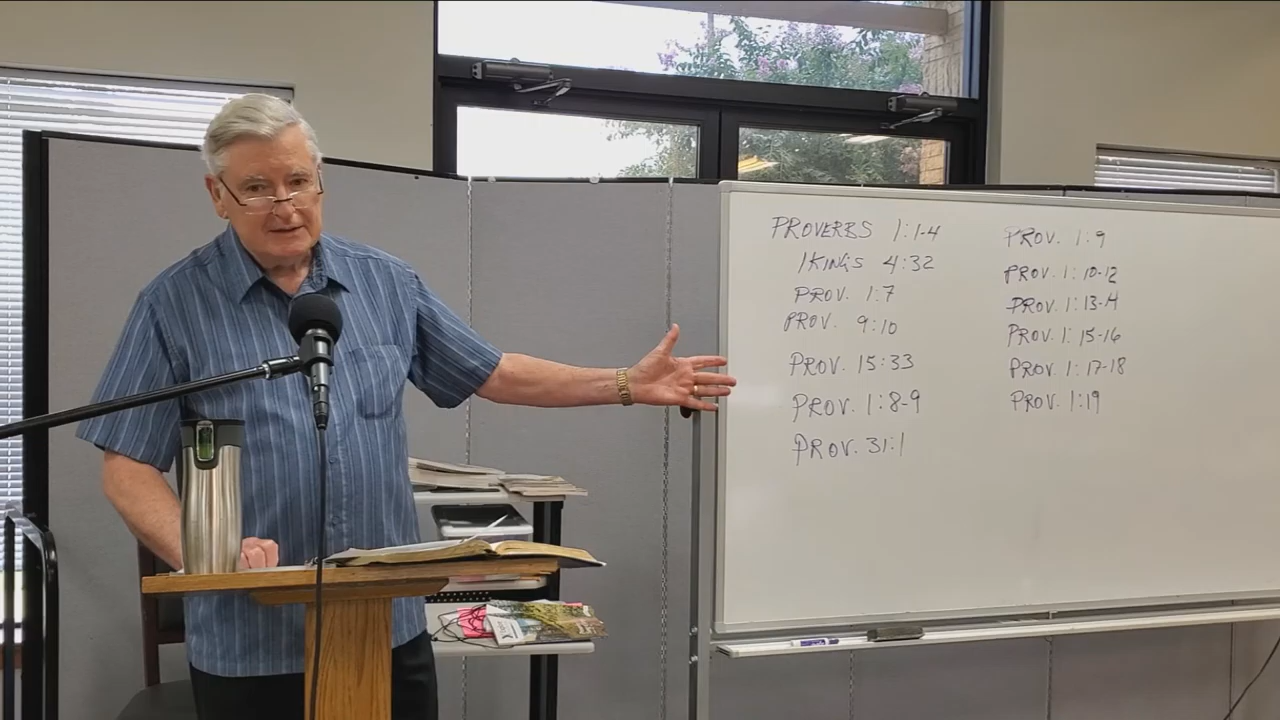 PROVERBS 1:1-4
1KINGS 4:32
PROV. 1:7
PROV. 9:10
PROV. 15:33
PROV. 1:8-9
PROV. 31:1
PROV. 1:9
PROV. 1:10-12
PROV. 1:13-14
PROV. 1:15-16
PROV. 1:17-18
PROV. 1:19